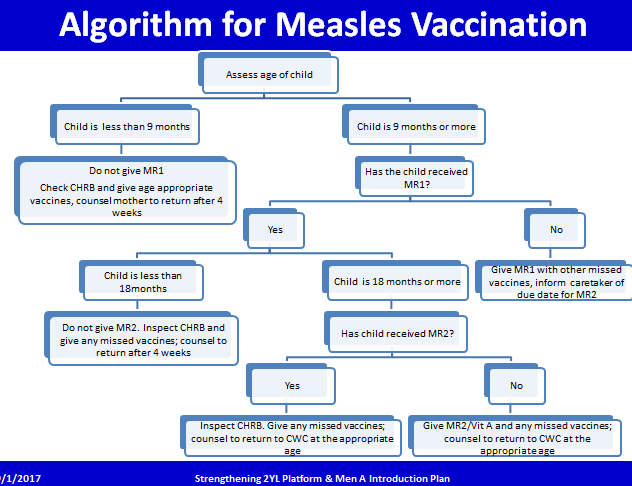 Algorithm for Measles Vaccination
Assess age of child
Child is less than 9 months
Child is 9 months or more
Do not give MR1
Check CHRB and give age appropriate
vaccines, counsel mother to return after 4
weeks
Has the child received
MR1?
Yes
No
Child is less than
18months
Child is 18 months or more
Give MR1 with other missed
vaccines, inform caretaker of
due date for MR2
Do not give MR2. Inspect CHRB and
give any missed vaccines; counsel to
return after 4 weeks
Has child received MR2?
Yes
No
Inspect CHRB. Give any missed vaccines;
counsel to return to CWC at the appropriate
age
Give MR2/Vit A and any missed vaccines;
counsel to return to CWC at the
appropriate age
/1/2017
Strengthening 2YL Platform & Men A Introduction Plan